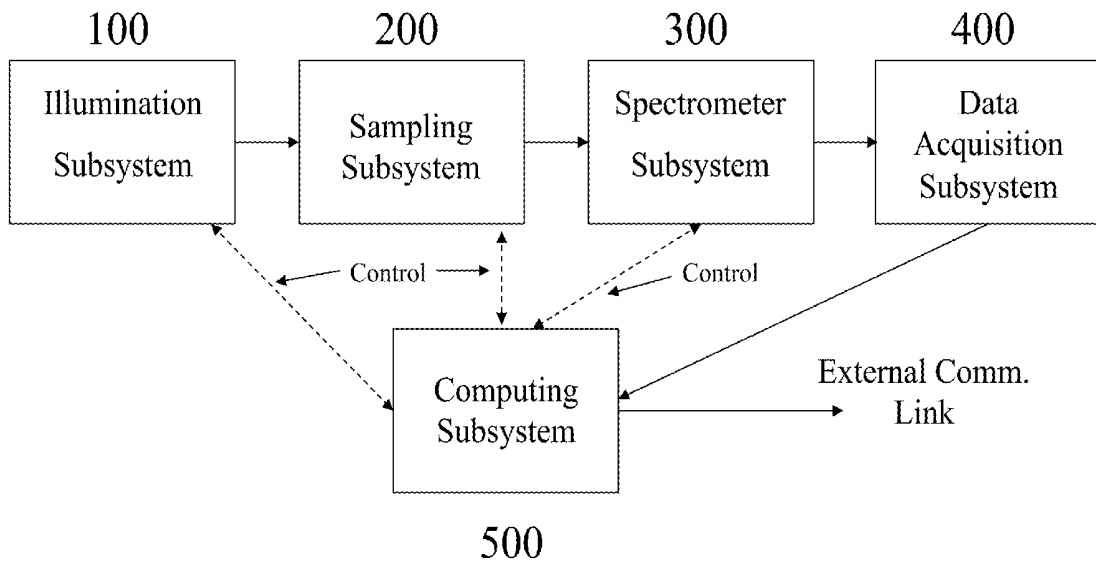 100
200
300
400
Illumination
Subsystem
Sampling
Subsystem
Spectrometer
Subsystem
Data
Acquisition
Subsystem
Control
Control
Computing
Subsystem
External Comm.
Link
500